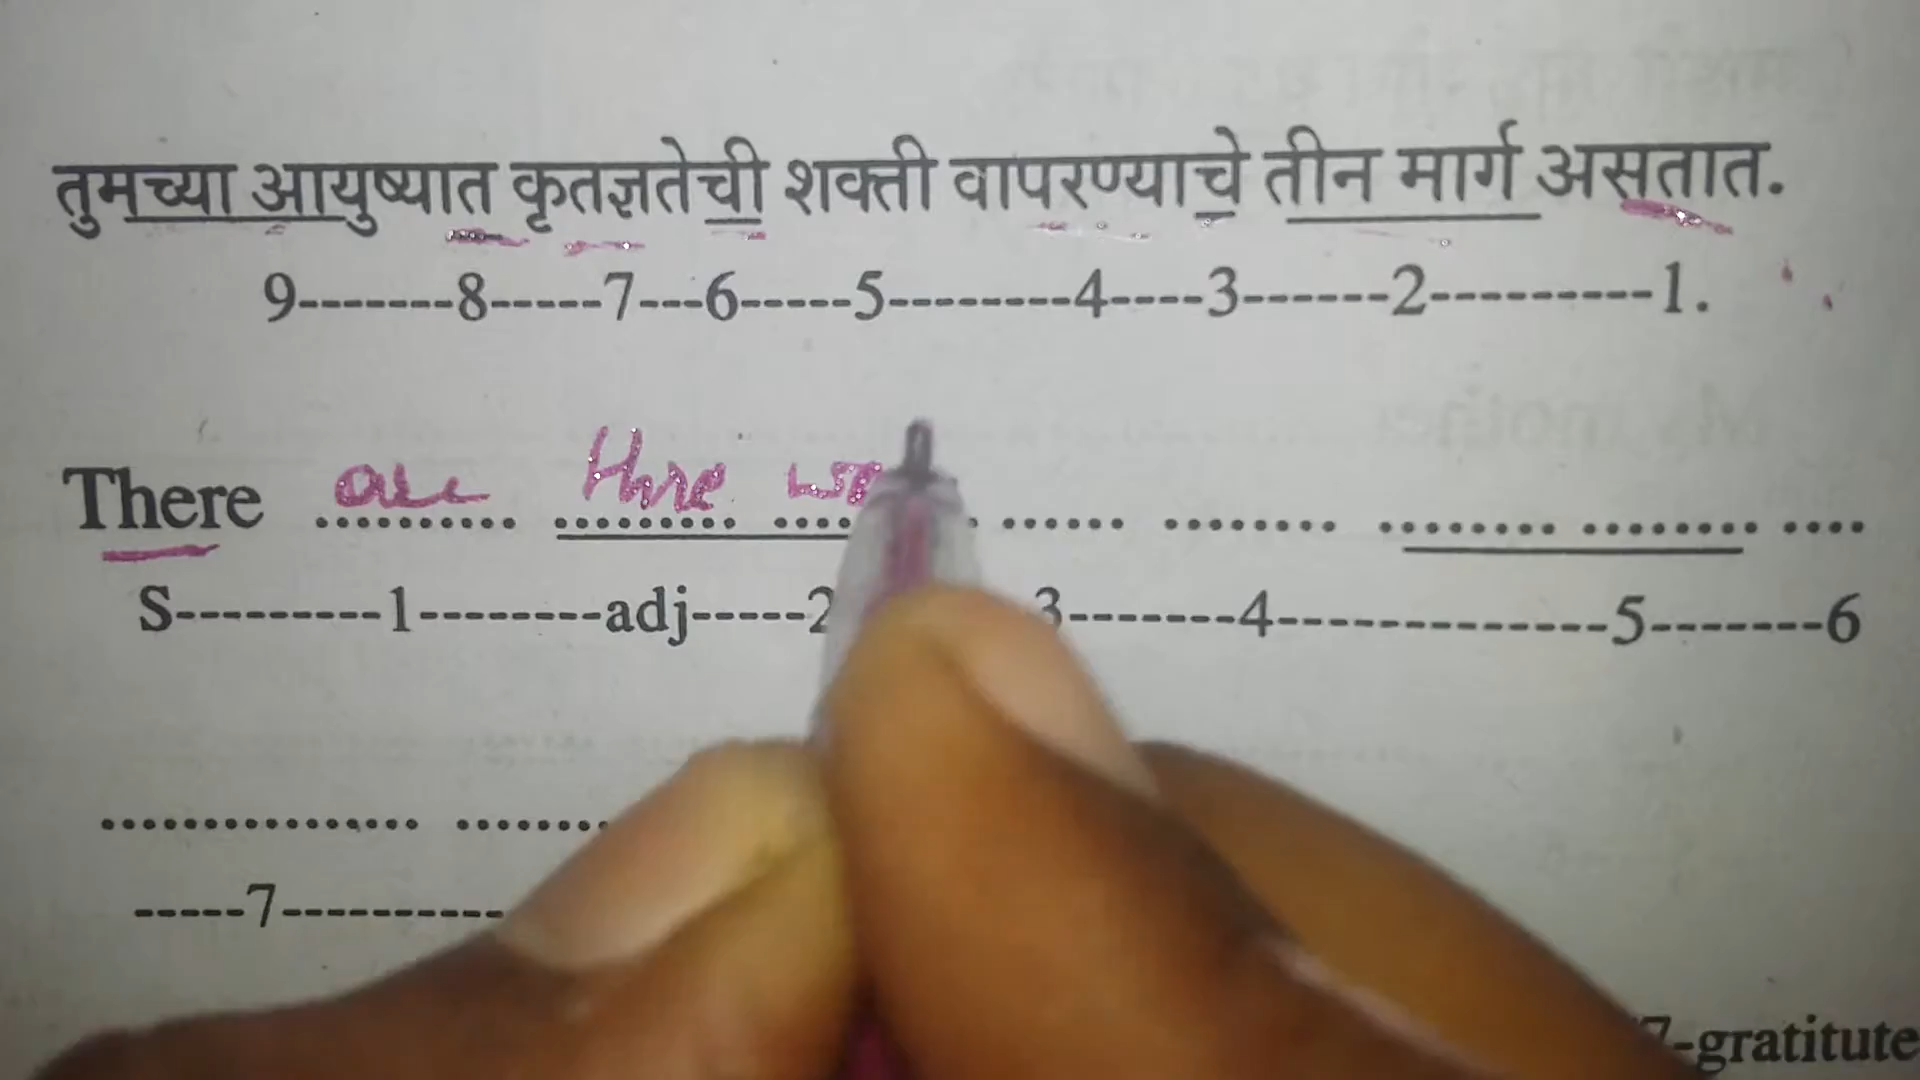 तुमच्या आयुष्यात कृतज्ञतेची शक्ती वापरण्याचे तीन मार्ग असतात.
9-------8-----7---6-----5--------4----3------2----------1.
There are three .......... ...... ........ ........ ........ ....
S---------1--------adj-----2 3-------4--------------5-------6
................ .......
-----7----------
7-gratitute